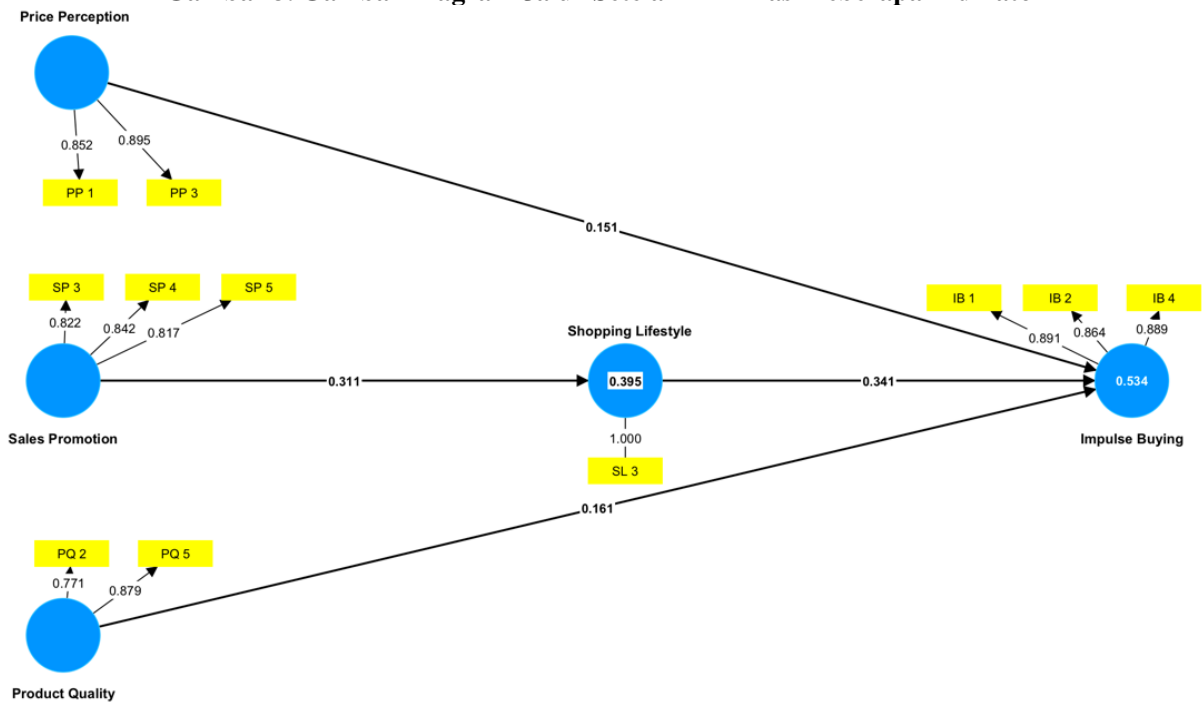 Price Perception
0.852
0.895
PP 1
PP 3
0.151
SP 3
SP 4
SP 5
0.822
0.842
0.817
Shopping Lifestyle
IB 1
IB 2
IB 4
0.891
0.864
0.889
0.311
0.395
0.341
0.534
Sales Promotion
1.000
Impulse Buying
SL 3
0.161
PQ 2
PQ 5
0.771
0.879
Product Quality